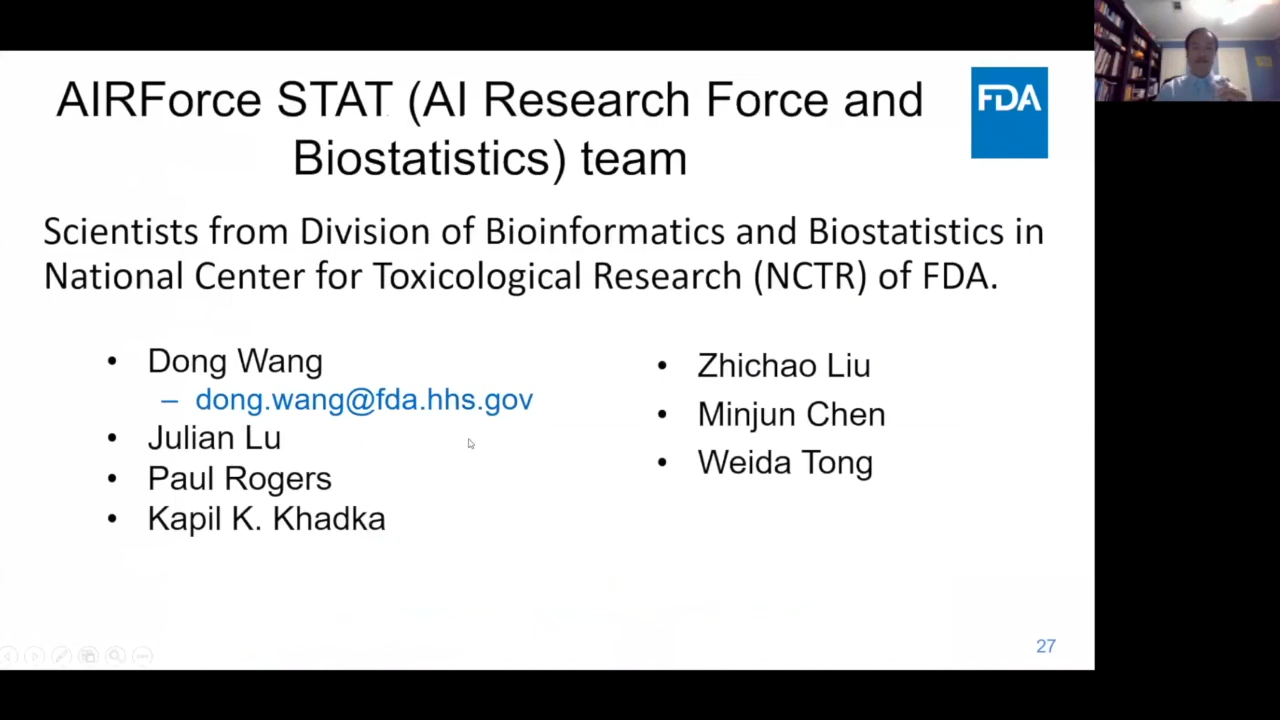 AIRForce STAT (AI Research Force and
Biostatistics) team
FDA
Scientists from Division of Bioinformatics and Biostatistics in
National Center for Toxicological Research (NCTR) of FDA.
• Dong Wang
– dong.wang@fda.hhs.gov
• Julian Lu
• Paul Rogers
• Kapil K. Khadka
• Zhichao Liu
• Minjun Chen
• Weida Tong
27